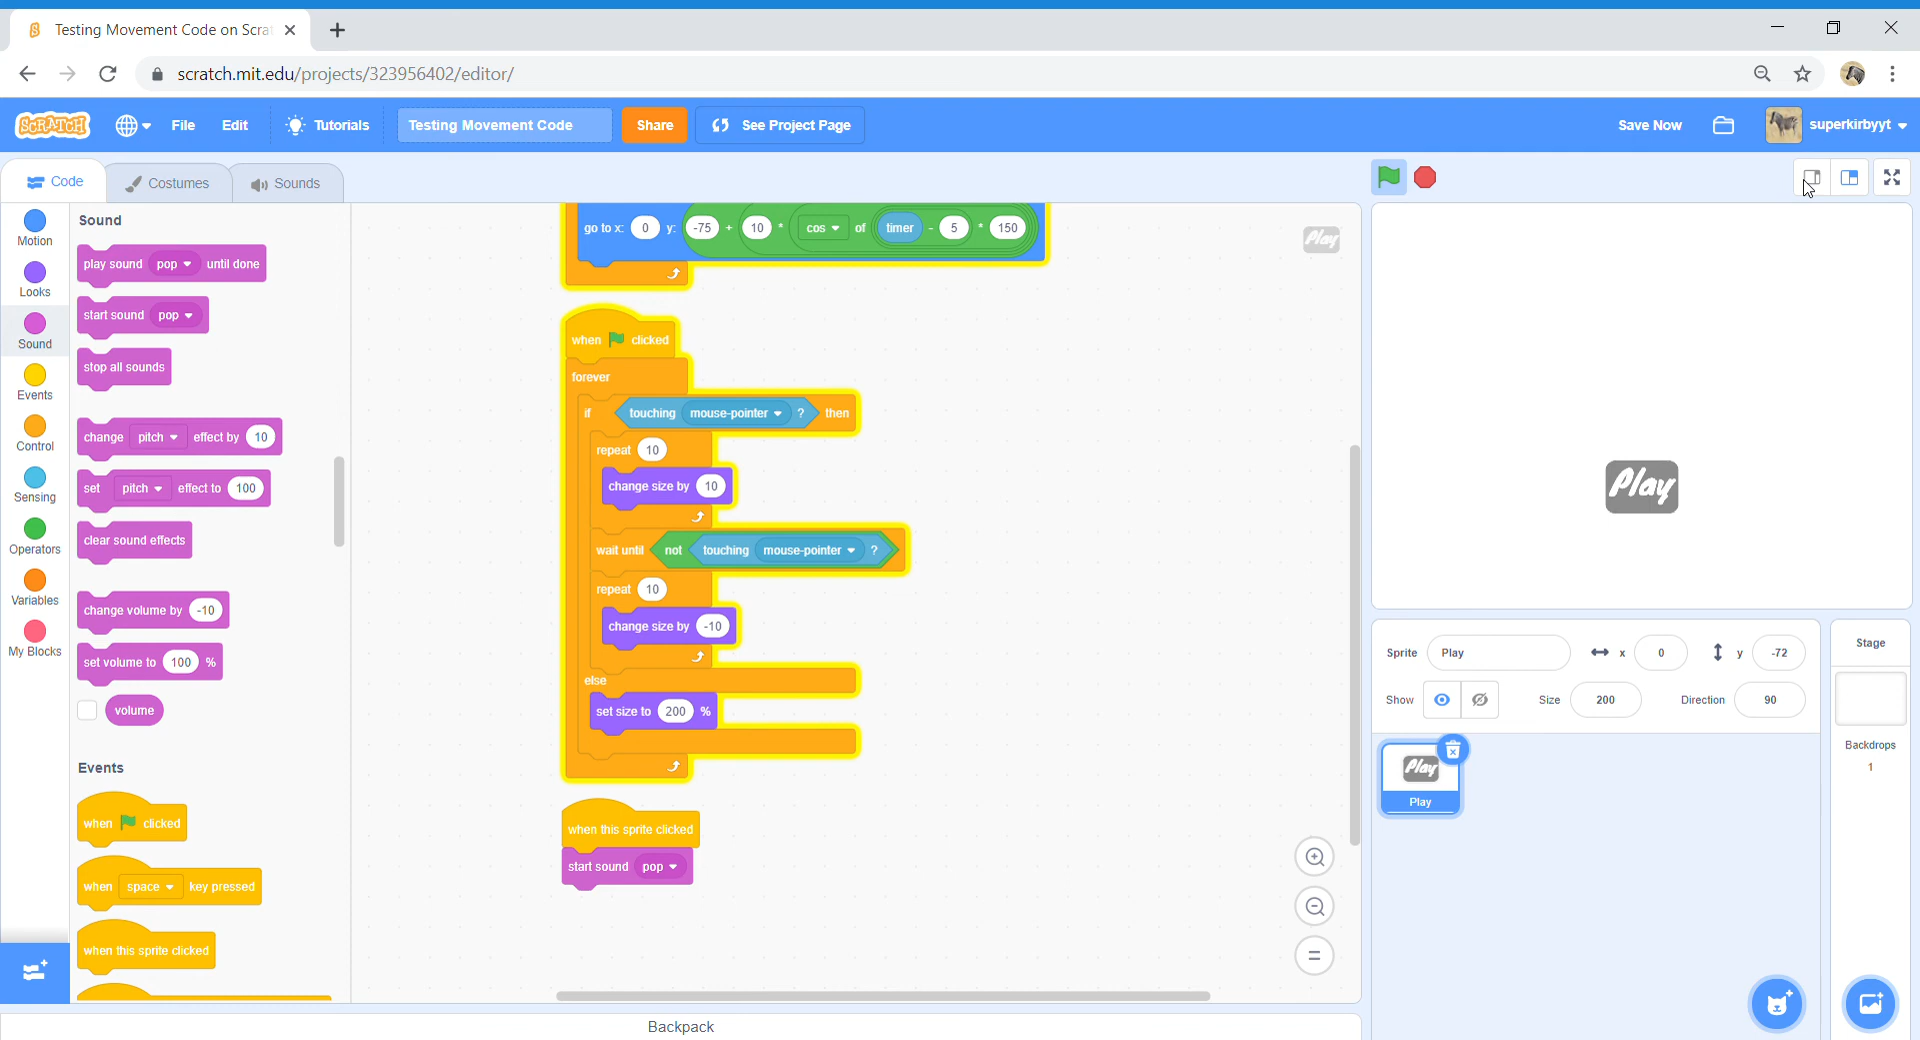 Testing Movement Code on Scra
scratch.mit.edu/projects/323956402/editor/
SCRATCH
File
Edit
Tutorials
Testing Movement Code
Share
See Project Page
Save Now
superkirbyyt
Code
Costumes
Sounds
Motion
Looks
Sound
Events
Control
Sensing
Operators
Variables
My Blocks
Sound
play sound pop until done
start sound pop
stop all sounds
change pitch effect by 10
set pitch effect to 100
clear sound effects
change volume by -10
set volume to 100 %
volume
Events
when clicked
when space key pressed
when this sprite clicked
go to x: 0 y: -75 + 10 * cos of timer - 5 * 150
when clicked
forever
if touching mouse-pointer ? then
repeat 10
change size by 10
wait until not touching mouse-pointer ?
repeat 10
change size by -10
else
set size to 200 %
when this sprite clicked
start sound pop
Play
Backpack
Play
Sprite Play x 0 y -72
Show Size 200 Direction 90
Play
Play
Stage
Backdrops
1